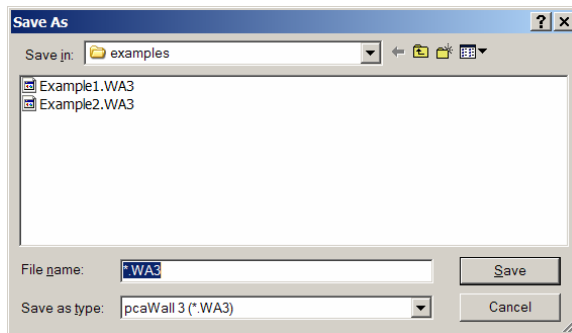 Save As
Save in: examples
Example1.WA3
Example2.WA3
File name: *.WA3 Save
Save as type: pcaWall 3 (*.WA3) Cancel